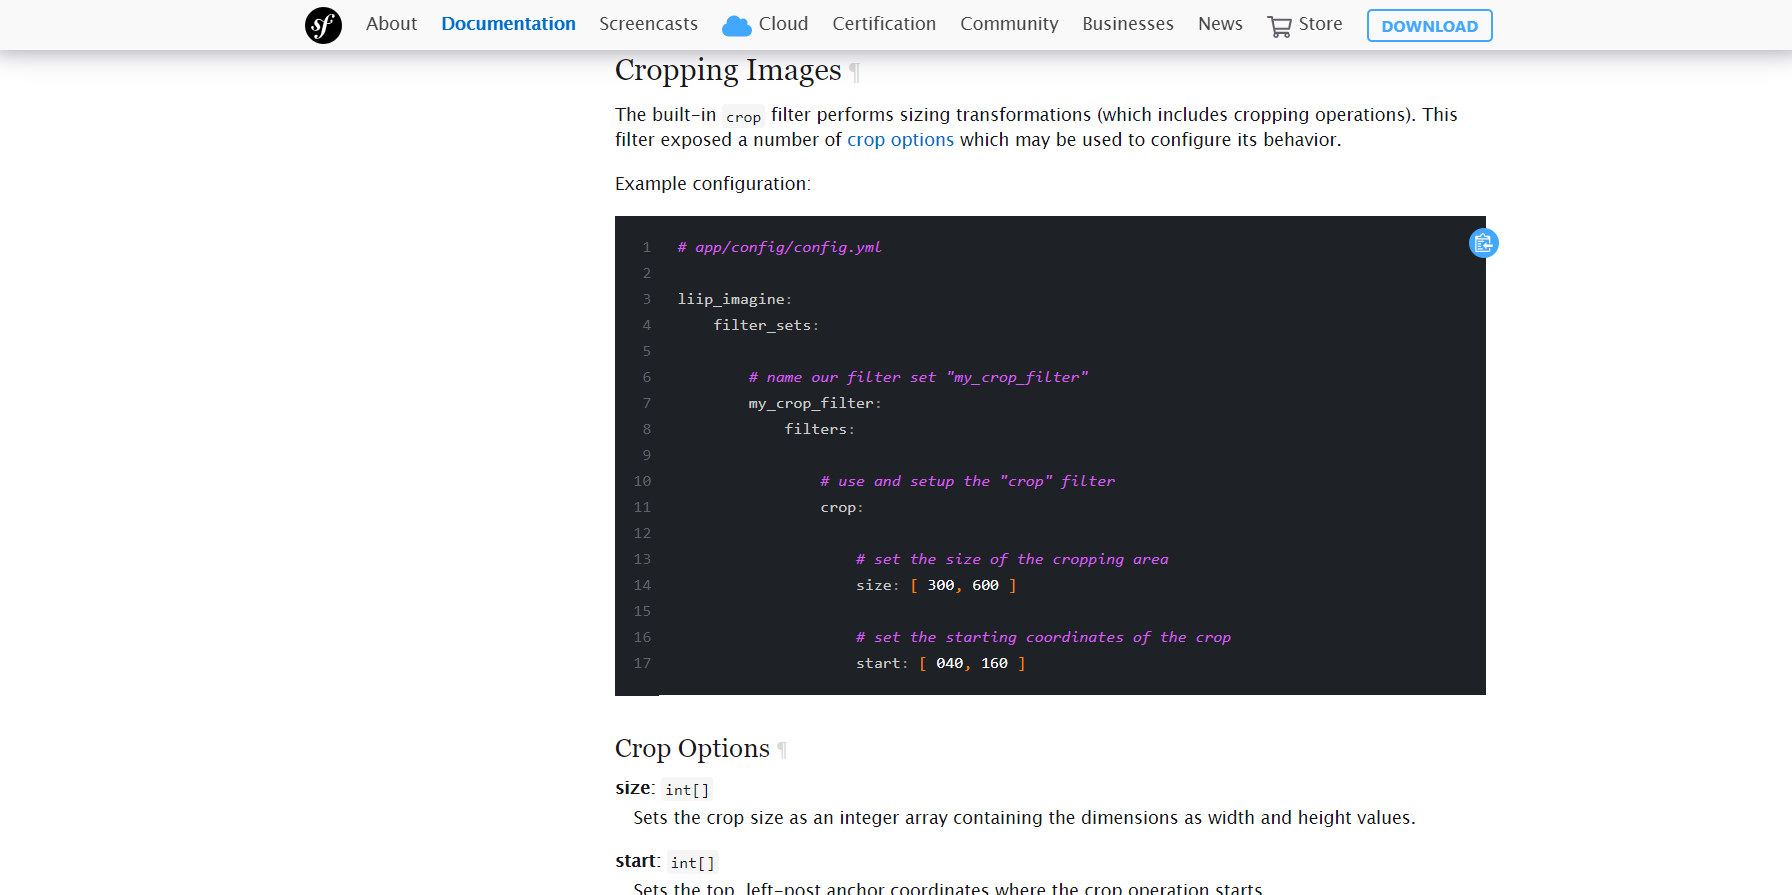 sf About Documentation Screencasts Cloud Certification Community Businesses News Store DOWNLOAD
Cropping Images ¶
The built-in crop filter performs sizing transformations (which includes cropping operations). This
filter exposed a number of crop options which may be used to configure its behavior.
Example configuration:
1 # app/config/config.yml
2
3 liip_imagine:
4 filter_sets:
5
6 # name our filter set "my_crop_filter"
7 my_crop_filter:
8 filters:
9
10 # use and setup the "crop" filter
11 crop:
12
13 # set the size of the cropping area
14 size: [ 300, 600 ]
15
16 # set the starting coordinates of the crop
17 start: [ 040, 160 ]
Crop Options ¶
size: int[]
Sets the crop size as an integer array containing the dimensions as width and height values.
start: int[]
Sets the top, left-post anchor coordinates where the crop operation starts